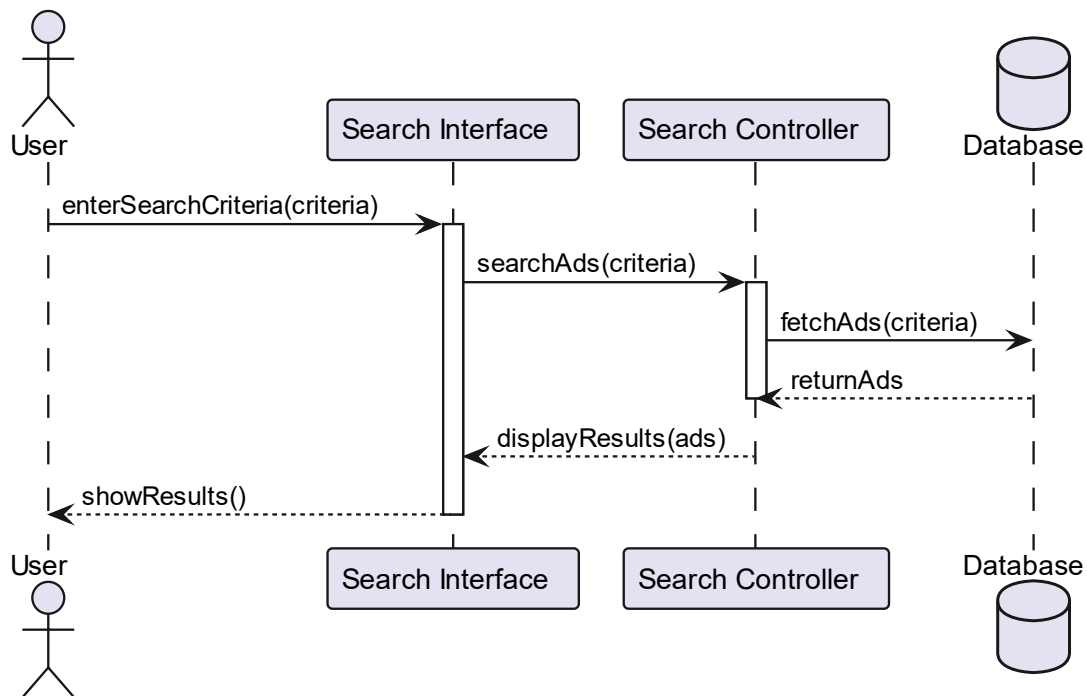 User
Search Interface
Search Controller
Database
enterSearchCriteria(criteria)
searchAds(criteria)
fetchAds(criteria)
returnAds
displayResults(ads)
showResults()
User
Search Interface
Search Controller
Database